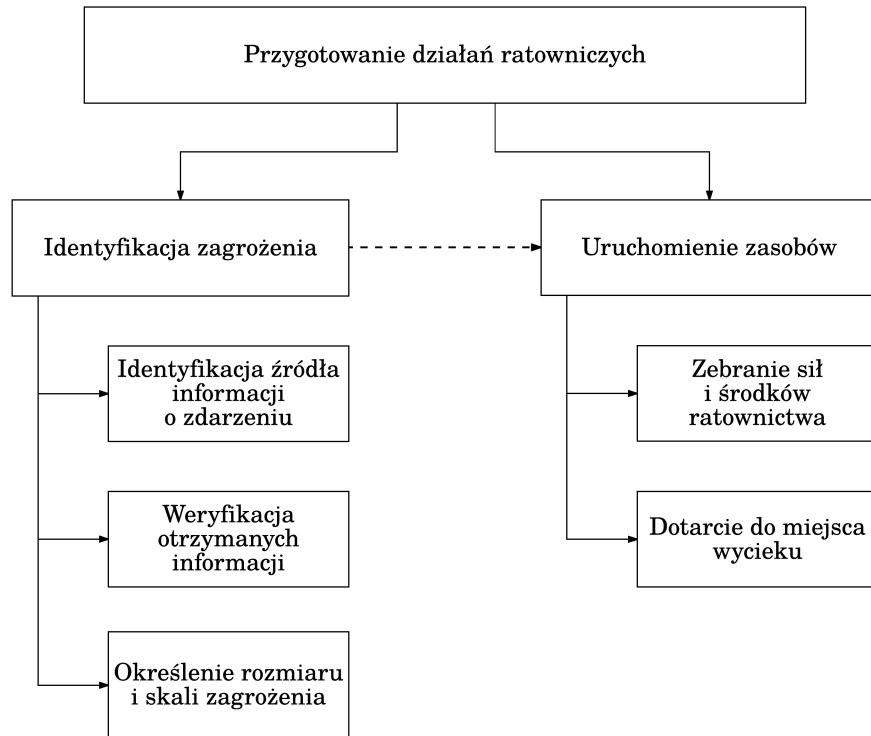 Przygotowanie działań ratowniczych
Identyfikacja zagrożenia
Uruchomienie zasobów
Identyfikacja źródła
informacji
o zdarzeniu
Zebranie sił
i środków
ratownictwa
Weryfikacja
otrzymanych
informacji
Dotarcie do miejsca
wycieku
Określenie rozmiaru
i skali zagrożenia